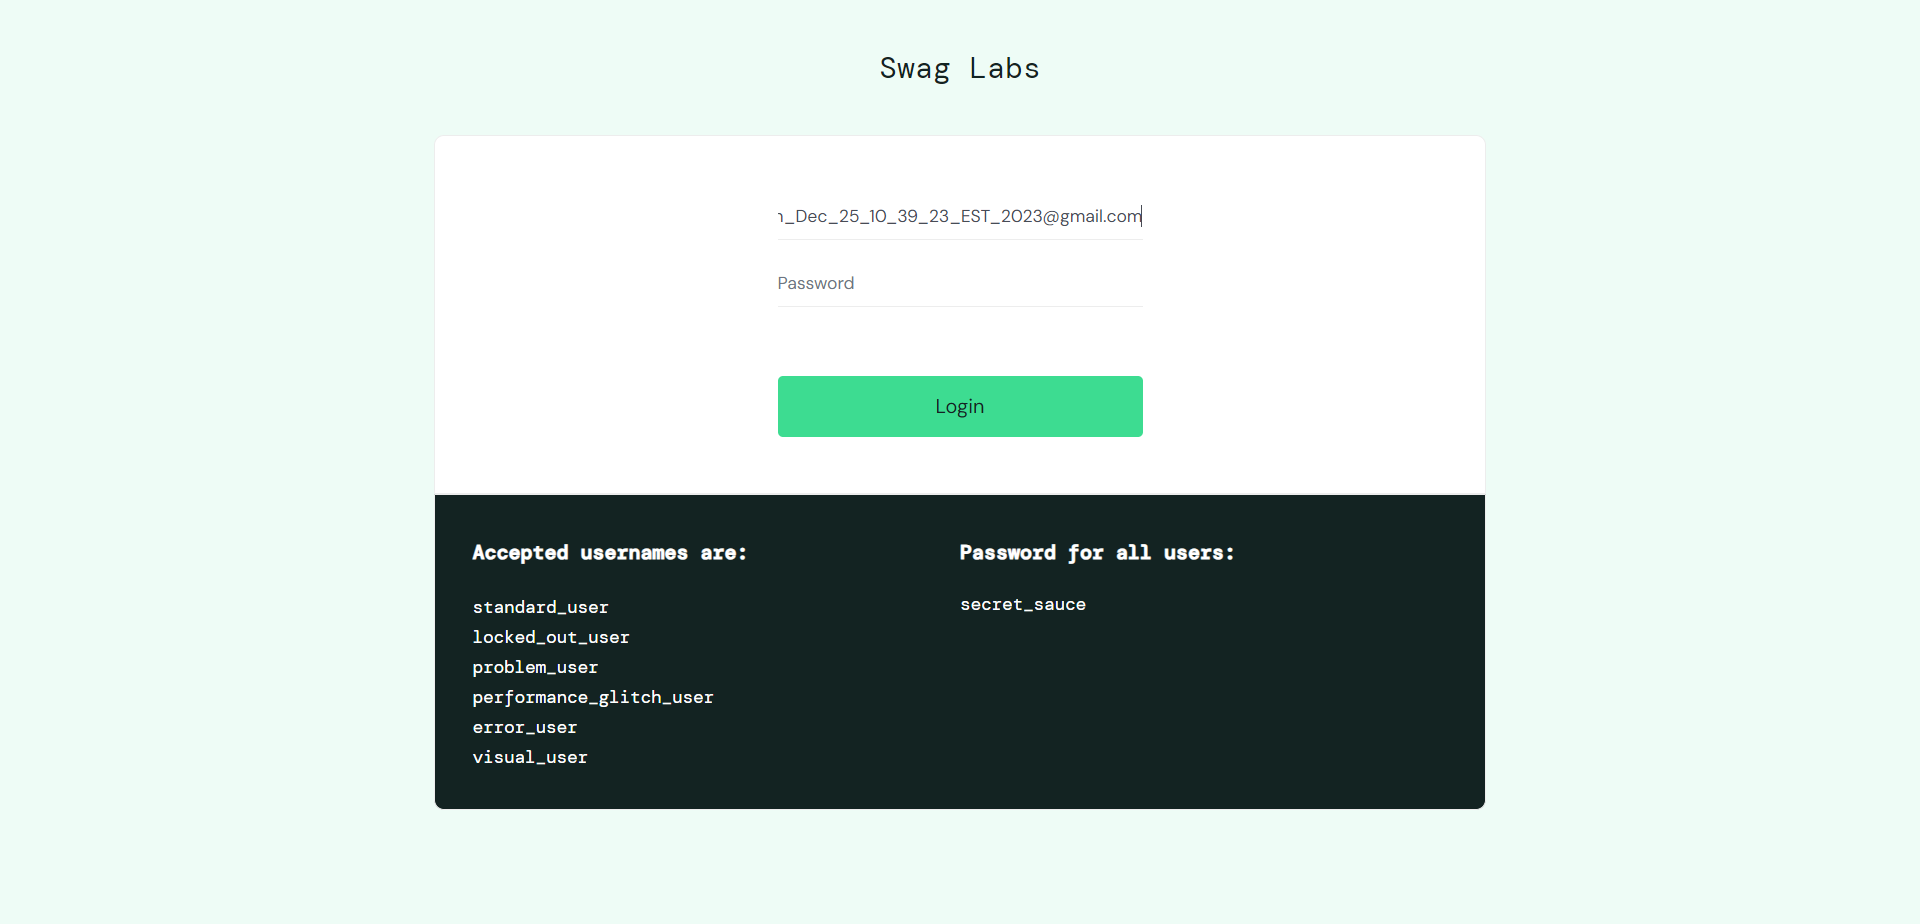 Swag Labs
_Dec_25_10_39_23_EST_2023@gmail.com
Password
Login
Accepted usernames are:
standard_user
locked_out_user
problem_user
performance_glitch_user
error_user
visual_user
Password for all users:
secret_sauce